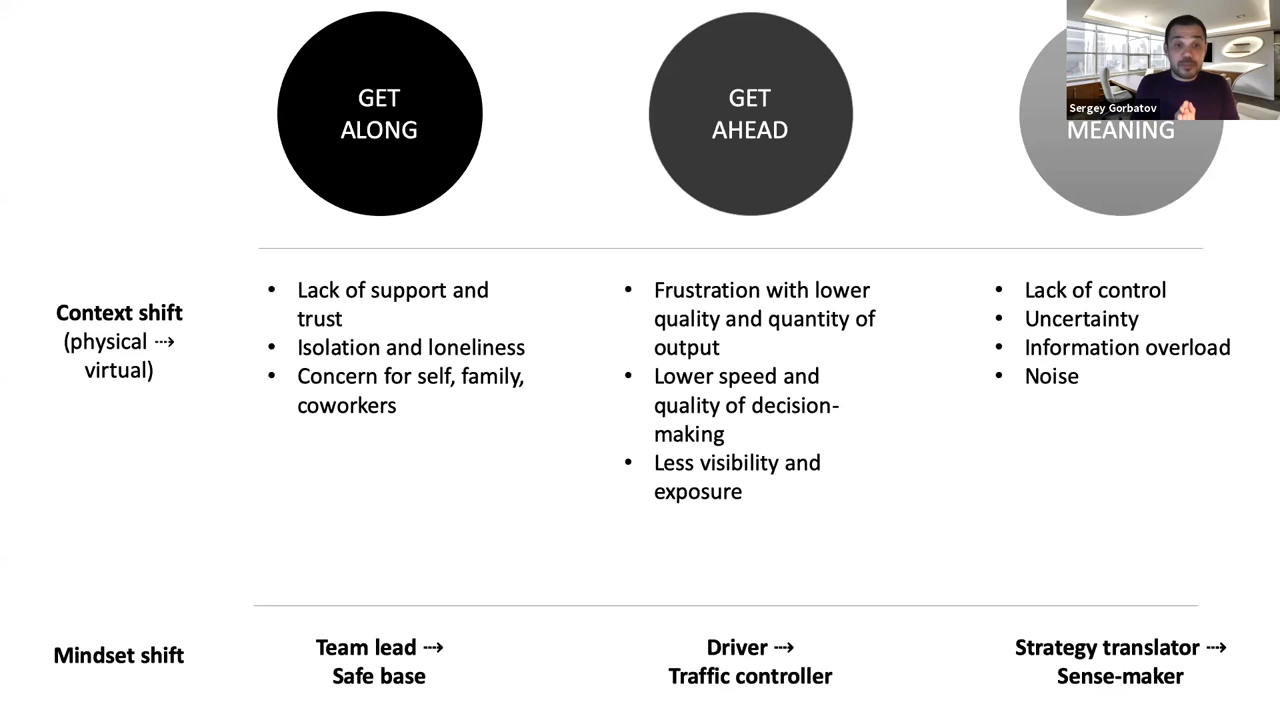 GET
ALONG
GET
AHEAD
MEANING
Sergey Gorbatov
Context shift
(physical ⇢
virtual)
• Lack of support and
trust
• Isolation and loneliness
• Concern for self, family,
coworkers
• Frustration with lower
quality and quantity of
output
• Lower speed and
quality of decision-
making
• Less visibility and
exposure
• Lack of control
• Uncertainty
• Information overload
• Noise
Mindset shift
Team lead ⇢
Safe base
Driver ⇢
Traffic controller
Strategy translator ⇢
Sense-maker